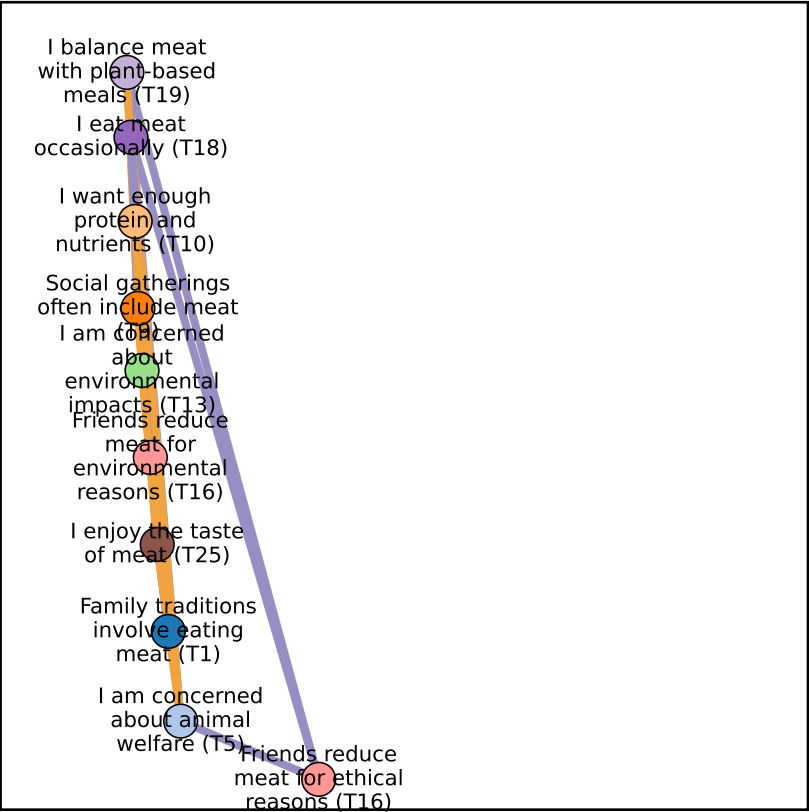 I balance meat
with plant-based
meals (T19)
I eat meat
occasionally (T18)
I want enough
protein and
nutrients (T10)
Social gatherings
often include meat
(T9)
I am concerned
about
environmental
impacts (T13)
Friends reduce
meat for
environmental
reasons (T16)
I enjoy the taste
of meat (T25)
Family traditions
involve eating
meat (T1)
I am concerned
about animal
welfare (T5)
Friends reduce
meat for ethical
reasons (T16)